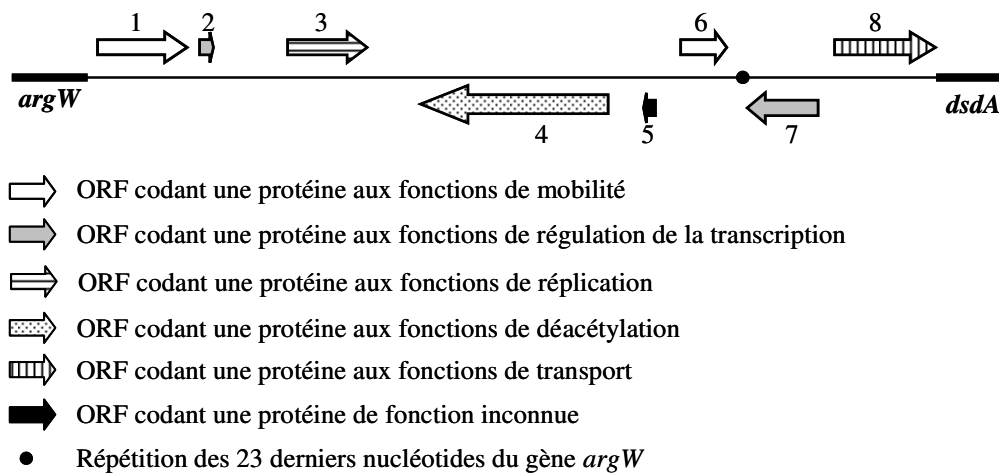 1 2 3 6 8
argW dsdA
4 5 7
ORF codant une protéine aux fonctions de mobilité
ORF codant une protéine aux fonctions de régulation de la transcription
ORF codant une protéine aux fonctions de réplication
ORF codant une protéine aux fonctions de déacétylation
ORF codant une protéine aux fonctions de transport
ORF codant une protéine de fonction inconnue
Répétition des 23 derniers nucléotides du gène argW